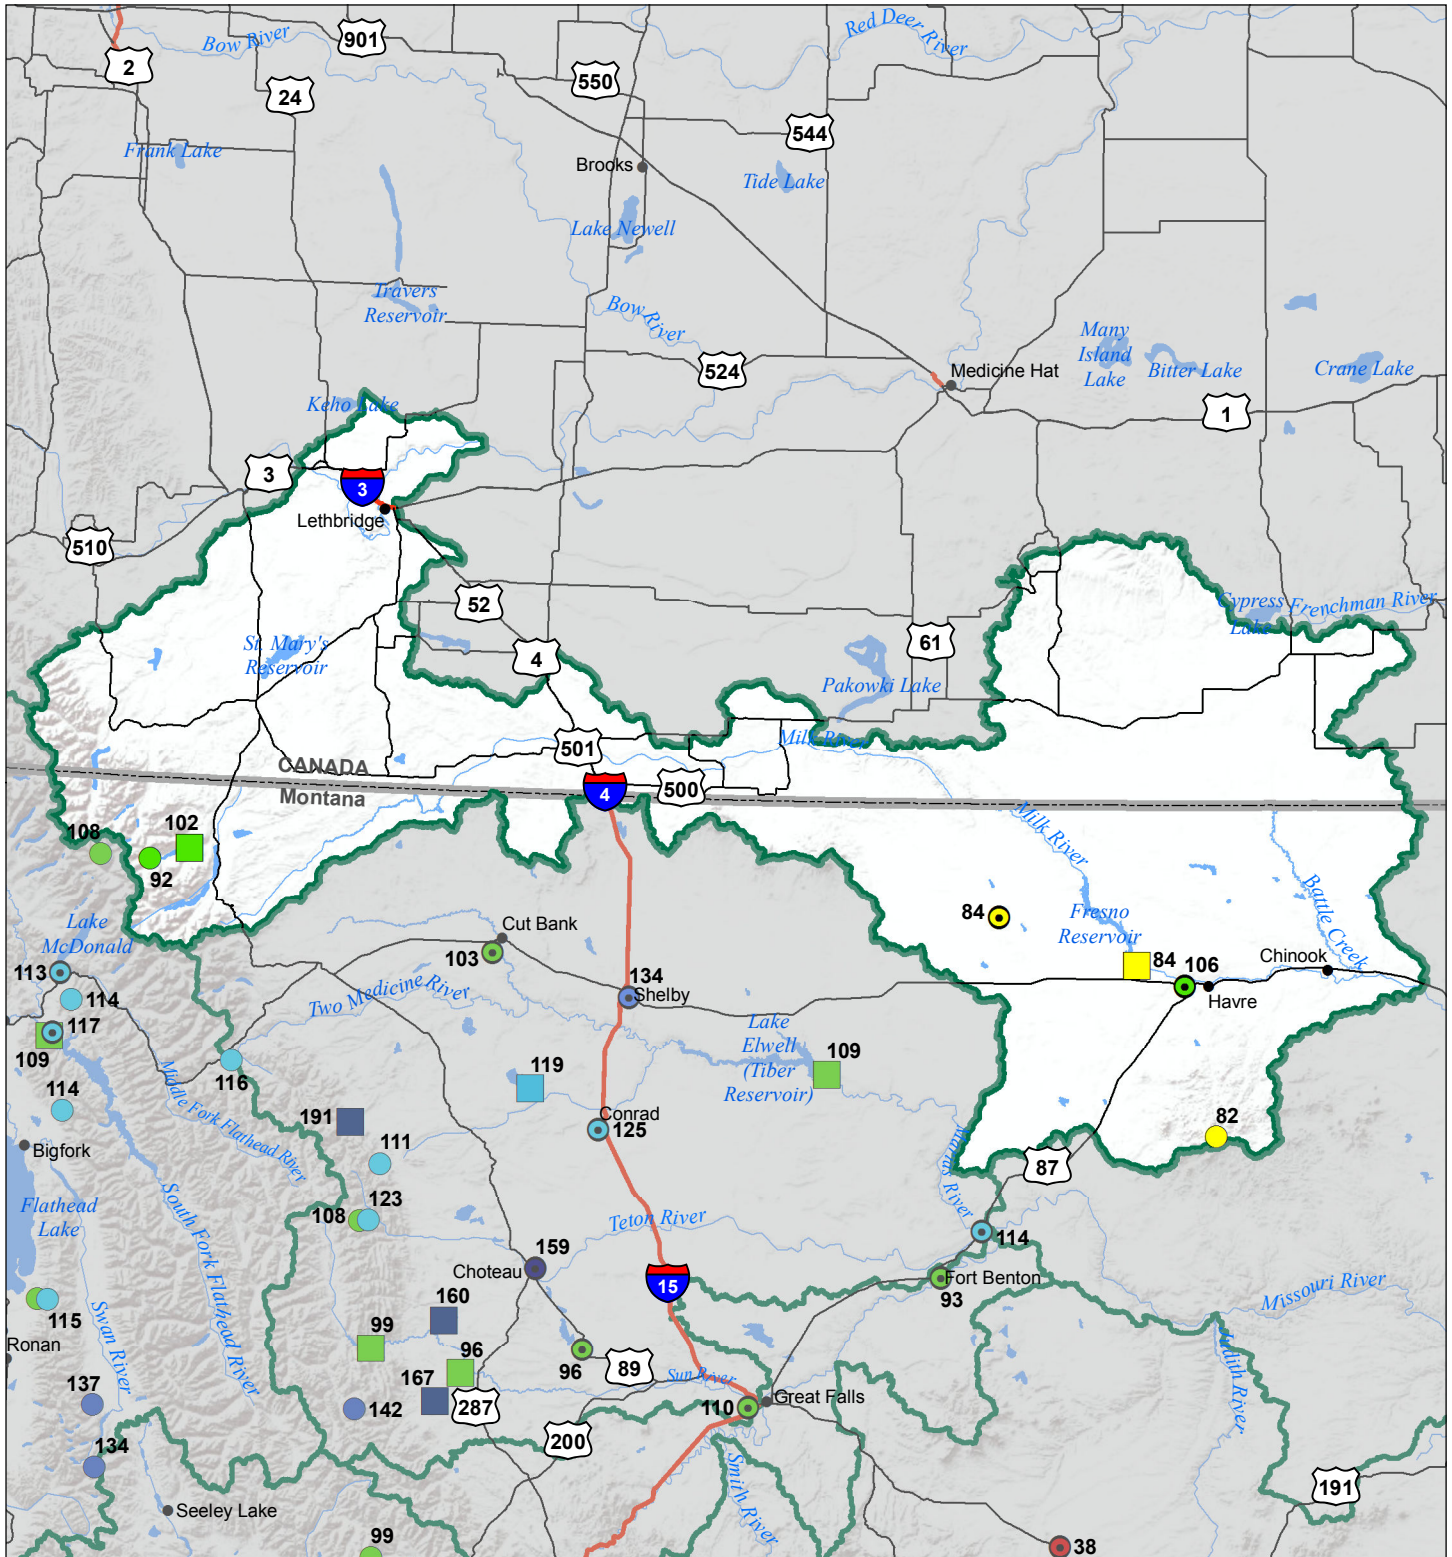 Bow River
901
Red Deer River
2
24
550
544
Frank Lake
Brooks
Tide Lake
Lake Newell
Travers
Reservoir
Bow River
524
Many
Island
Lake
Bitter Lake
Crane Lake
Medicine Hat
1
Keho Lake
3
3
Lethbridge
510
52
Cypress
Lake
Frenchman River
61
4
St. Mary's
Reservoir
Pakowki Lake
501
Milk River
CANADA
Montana
4
500
108
102
92
Milk River
Battle Creek
Lake
McDonald
84
Fresno
Reservoir
Cut Bank
103
84
106
Chinook
Havre
113
114
134
Shelby
Two Medicine River
117
109
Lake
Elwell
(Tiber
Reservoir)
109
116
119
114
Middle Fork Flathead River
191
Conrad
125
111
Bigfork
82
Marias River
87
Flathead
Lake
South Fork Flathead River
123
108
Teton River
114
159
Choteau
15
Fort Benton
93
Missouri River
115
Swan River
160
Ronan
99
96
96
89
Sun River
Judith River
137
167
287
142
110
Great Falls
200
134
Smith River
191
Seeley Lake
99
38